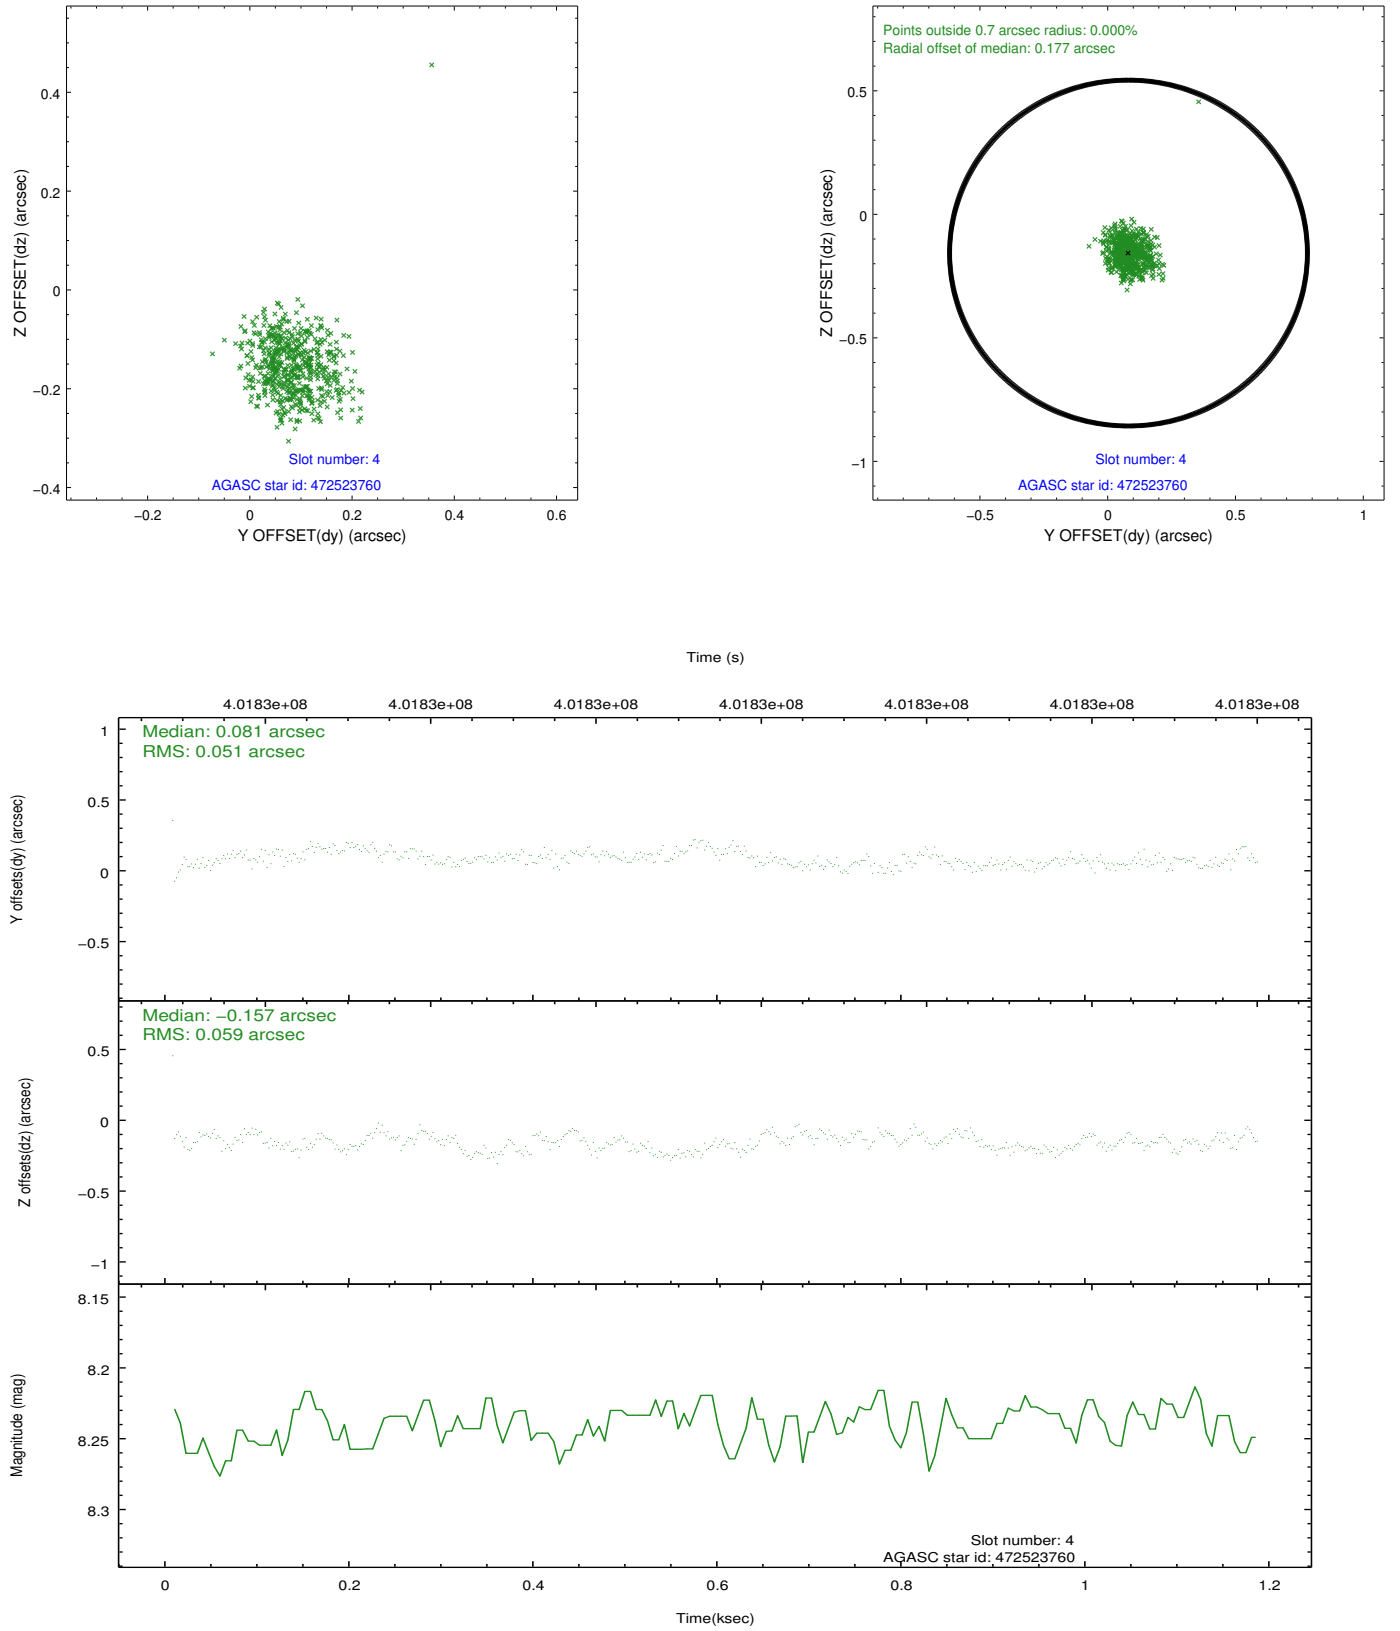 0.4
0.2
0
−0.2
−0.4
Z OFFSET(dz) (arcsec)
−0.2
0
0.2
0.4
0.6
Y OFFSET(dy) (arcsec)
Slot number: 4
AGASC star id: 472523760
Points outside 0.7 arcsec radius: 0.000%
Radial offset of median: 0.177 arcsec
0.5
0
−0.5
−1
Z OFFSET(dz) (arcsec)
−0.5
0
0.5
1
Y OFFSET(dy) (arcsec)
Slot number: 4
AGASC star id: 472523760
Time (s)
4.0183e+08
4.0183e+08
4.0183e+08
4.0183e+08
4.0183e+08
4.0183e+08
4.0183e+08
Median: 0.081 arcsec
RMS: 0.051 arcsec
1
0.5
0
−0.5
Y offsets(dy) (arcsec)
Median: −0.157 arcsec
RMS: 0.059 arcsec
0.5
0
−0.5
−1
Z offsets(dz) (arcsec)
8.15
8.2
8.25
8.3
Magnitude (mag)
Slot number: 4
AGASC star id: 472523760
0
0.2
0.4
0.6
0.8
1
1.2
Time(ksec)